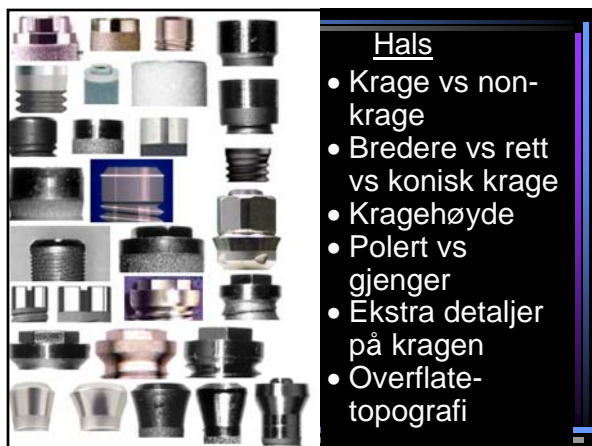 Hals
• Krage vs non-
krage
• Bredere vs rett
vs konisk krage
• Kragehøyde
• Polert vs
gjenger
• Ekstra detaljer
på kragen
• Overflate-
topografi